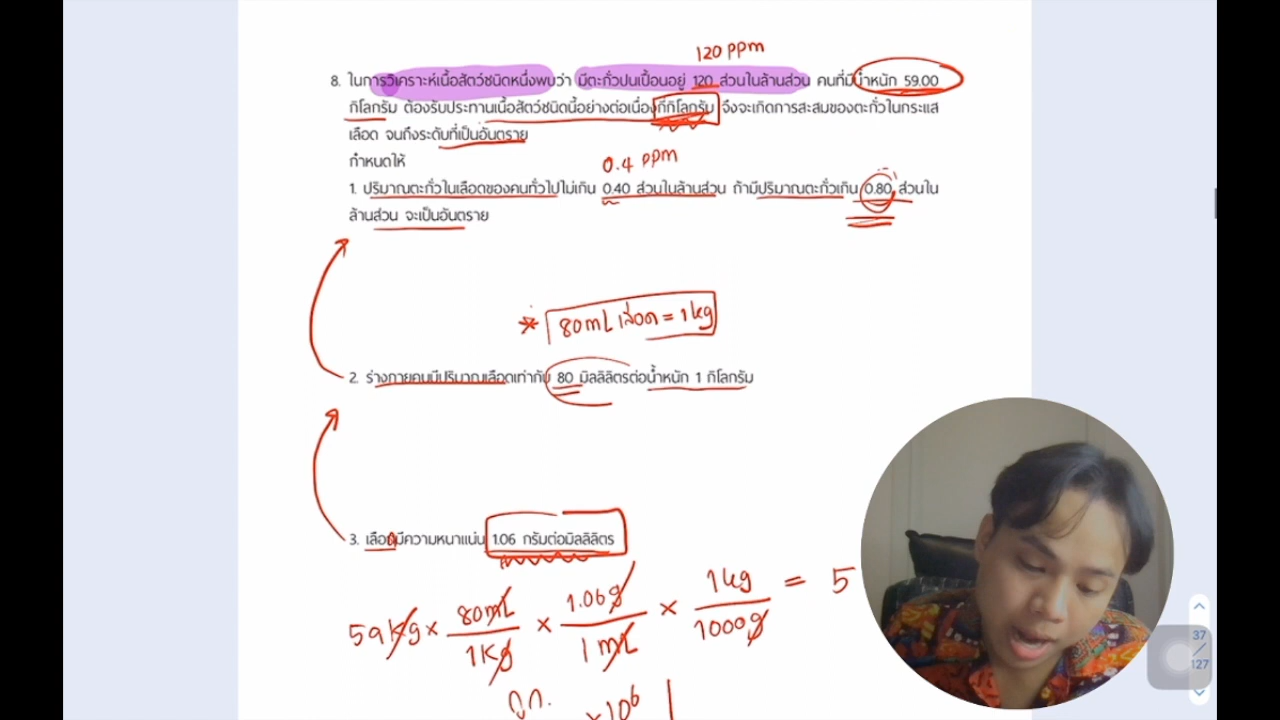 120 ppm
8. ในการวิเคราะห์เนื้อสัตว์ชนิดหนึ่งพบว่า มีตะกั่วปนเปื้อนอยู่ 120 ส่วนในล้านส่วน คนที่มีน้ำหนัก 59.00
กิโลกรัม ต้องรับประทานเนื้อสัตว์ชนิดนี้อย่างต่อเนื่องกี่กิโลกรัม จึงจะเกิดการสะสมของตะกั่วในกระแส
เลือด จนถึงระดับที่เป็นอันตราย
กำหนดให้
0.4 ppm
1. ปริมาณตะกั่วในเลือดของคนทั่วไปไม่เกิน 0.40 ส่วนในล้านส่วน ถ้ามีปริมาณตะกั่วเกิน 0.80 ส่วนใน
ล้านส่วน จะเป็นอันตราย
* 80mL เลือด = 1kg
2. ร่างกายคนมีปริมาณเลือดเท่ากับ 80 มิลลิลิตรต่อน้ำหนัก 1 กิโลกรัม
3. เลือดมีความหนาแน่น 1.06 กรัมต่อมิลลิลิตร
59kg × 80mL / 1kg × 1.06g / 1mL × 1kg / 1000g = 5
×10⁶
37
/
127